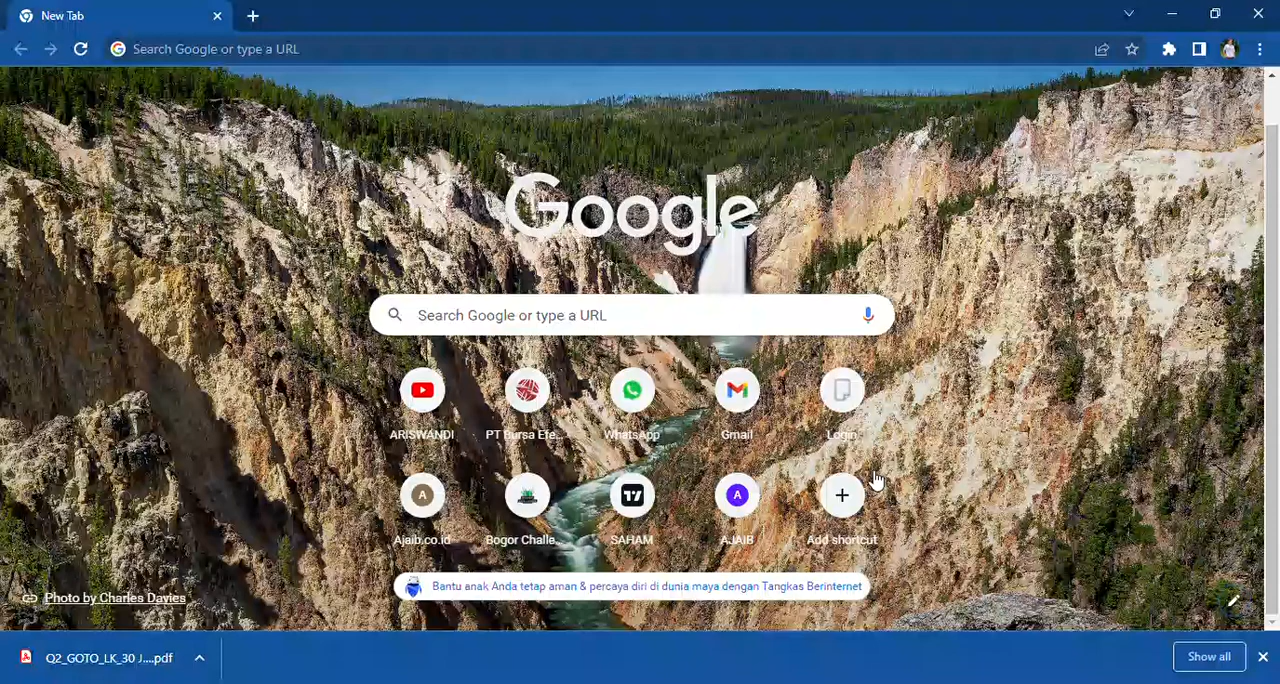 New Tab
Search Google or type a URL
Google
Search Google or type a URL
ARISWANDI
PT Bursa Efe...
WhatsApp
Gmail
Login
A
A
Ajaib.co.id
Bogor Challe...
SAHAM
AJAIB
Add shortcut
Bantu anak Anda tetap aman & percaya diri di dunia maya dengan Tangkas Berinternet
Photo by Charles Davies
Q2_GOTO_LK_30 J....pdf
Show all